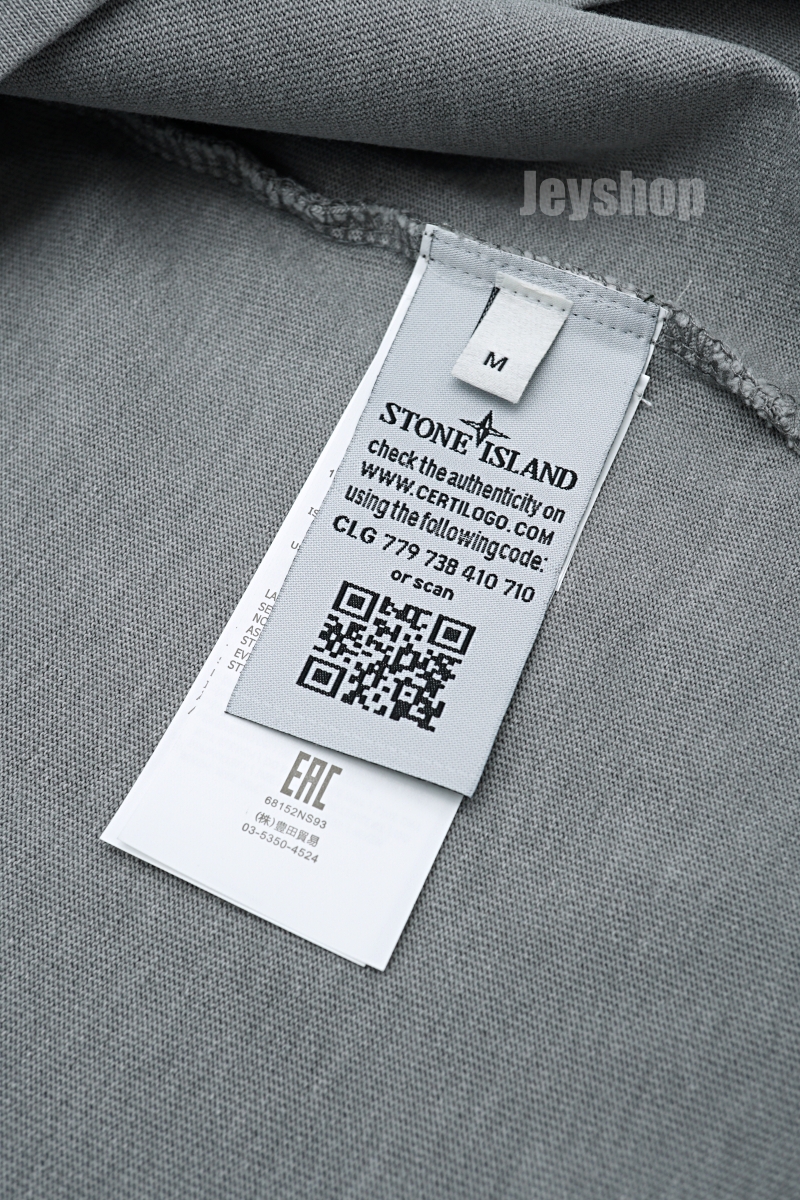 Jeyshop
M
STONE ISLAND
check the authenticity on
WWW.CERTILOGO.COM
using the following code:
CLG 779 738 410 710
or scan
EAC
68152NS93
(株)豊田貿易
03-5350-4524